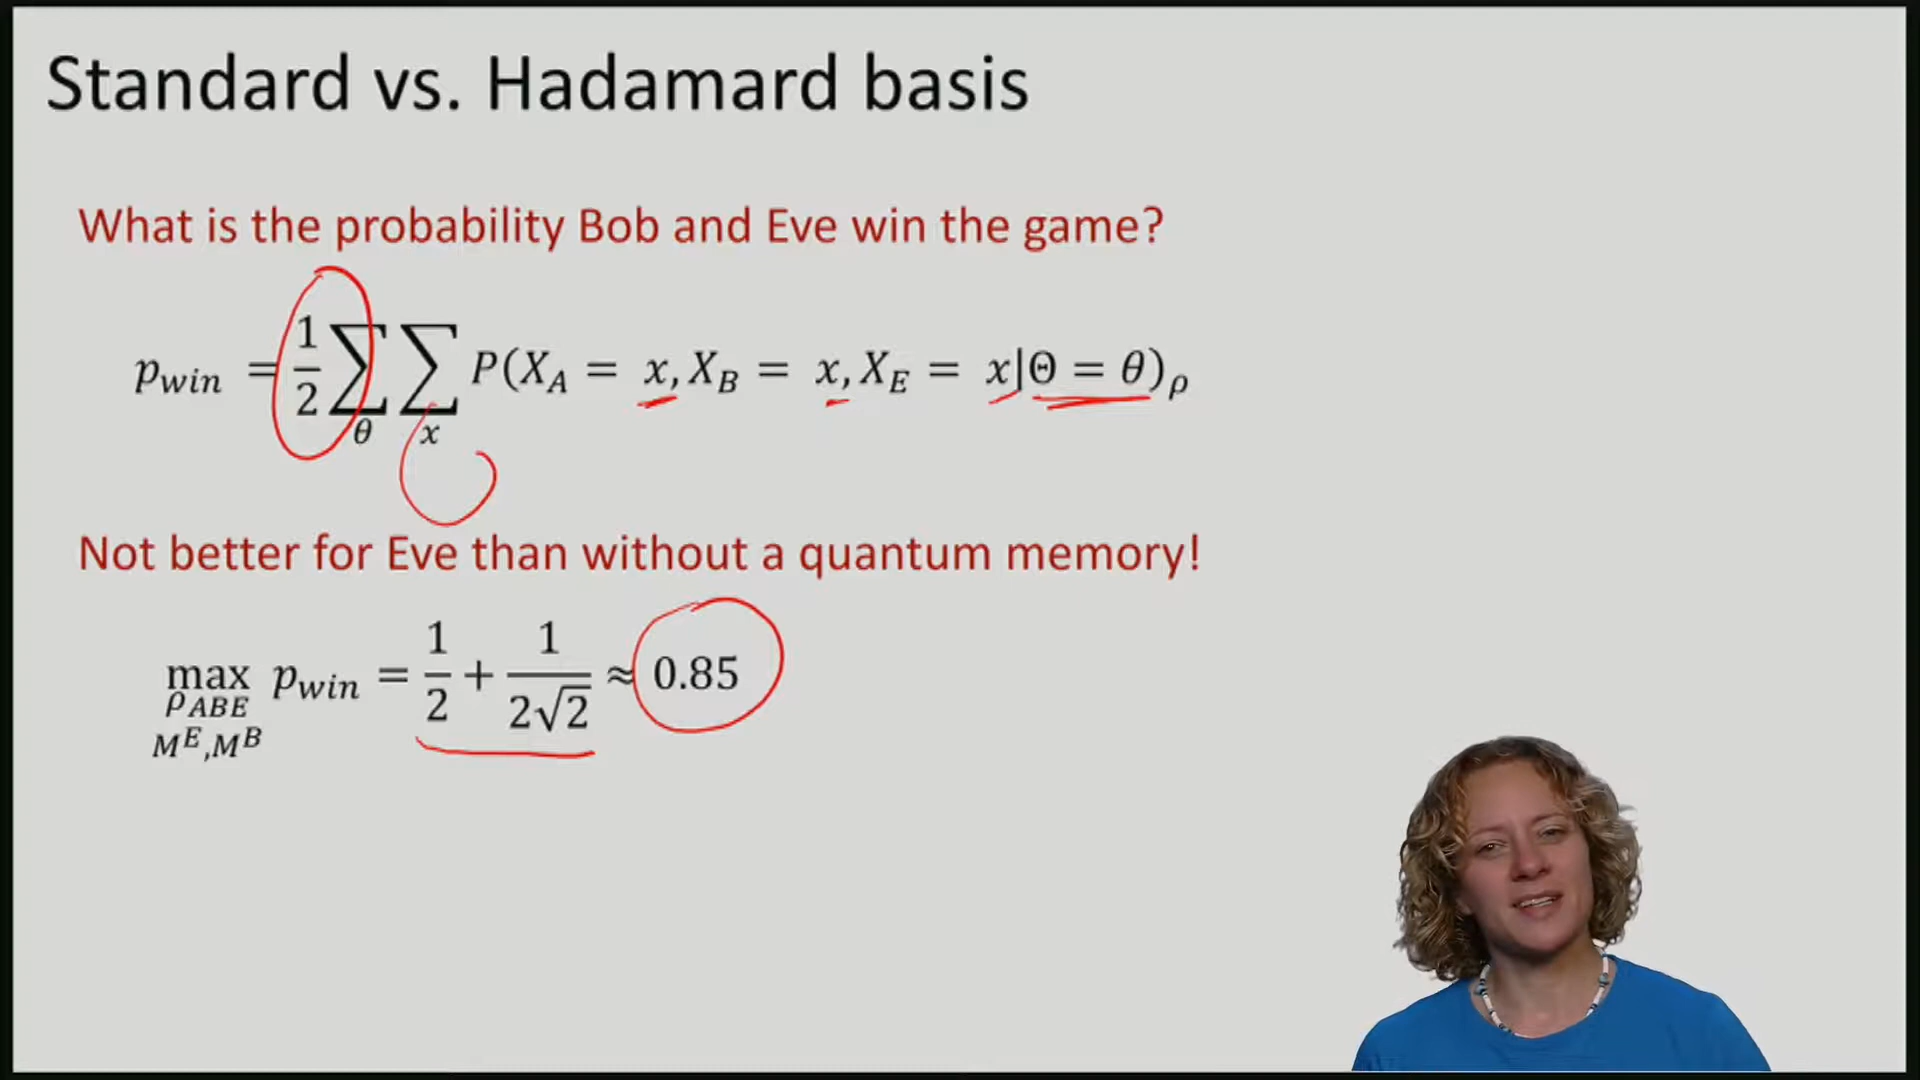 Standard vs. Hadamard basis
What is the probability Bob and Eve win the game?
p_win = 1/2 ∑_θ ∑_x P(X_A = x, X_B = x, X_E = x|Θ = θ)_ρ
Not better for Eve than without a quantum memory!
max_{ρ_ABE M^E,M^B} p_win = 1/2 + 1/(2√2) ≈ 0.85